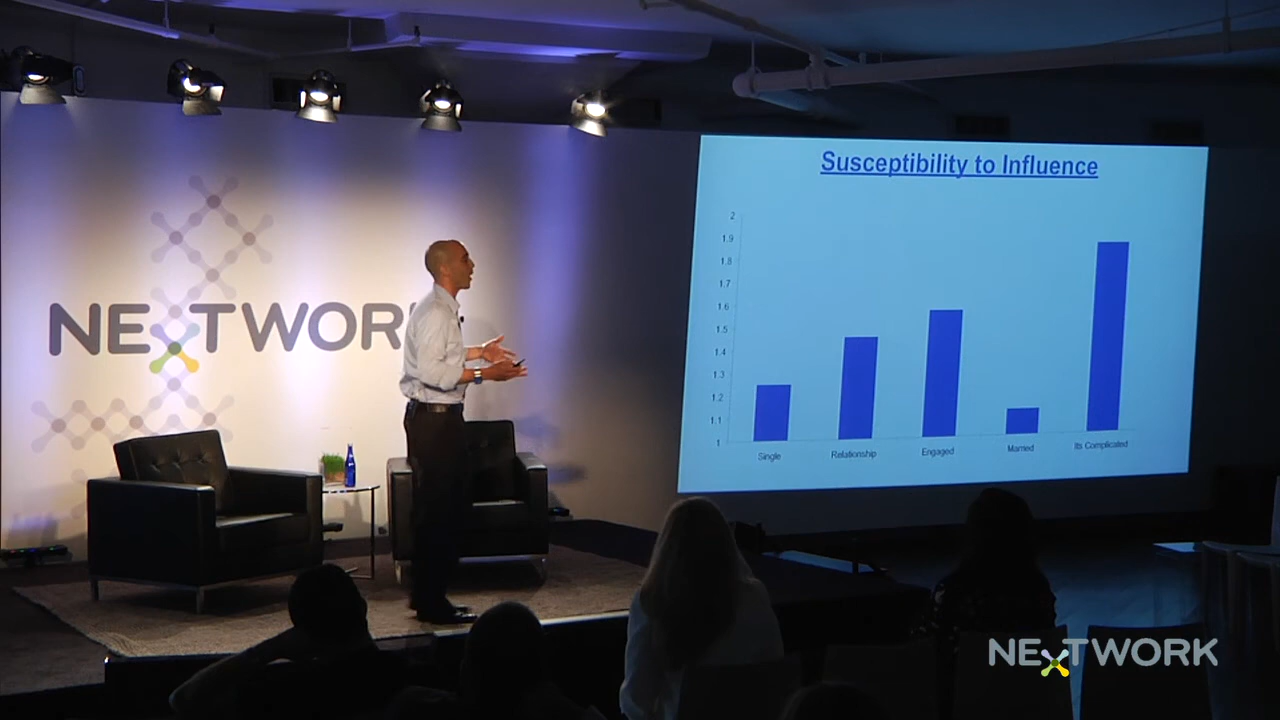 Susceptibility to Influence
2
1.9
1.8
1.7
1.6
1.5
1.4
1.3
1.2
1.1
1
Single Relationship Engaged Married Its Complicated
NEXTWORK
NEXTWORK